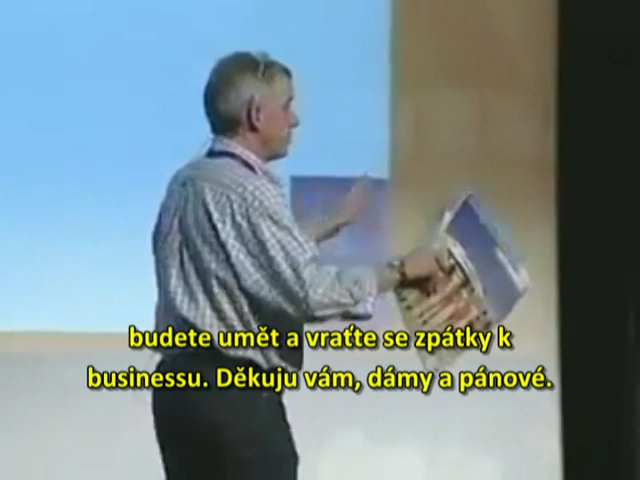 budete umět a vraťte se zpátky k
businessu. Děkuju vám, dámy a pánové.